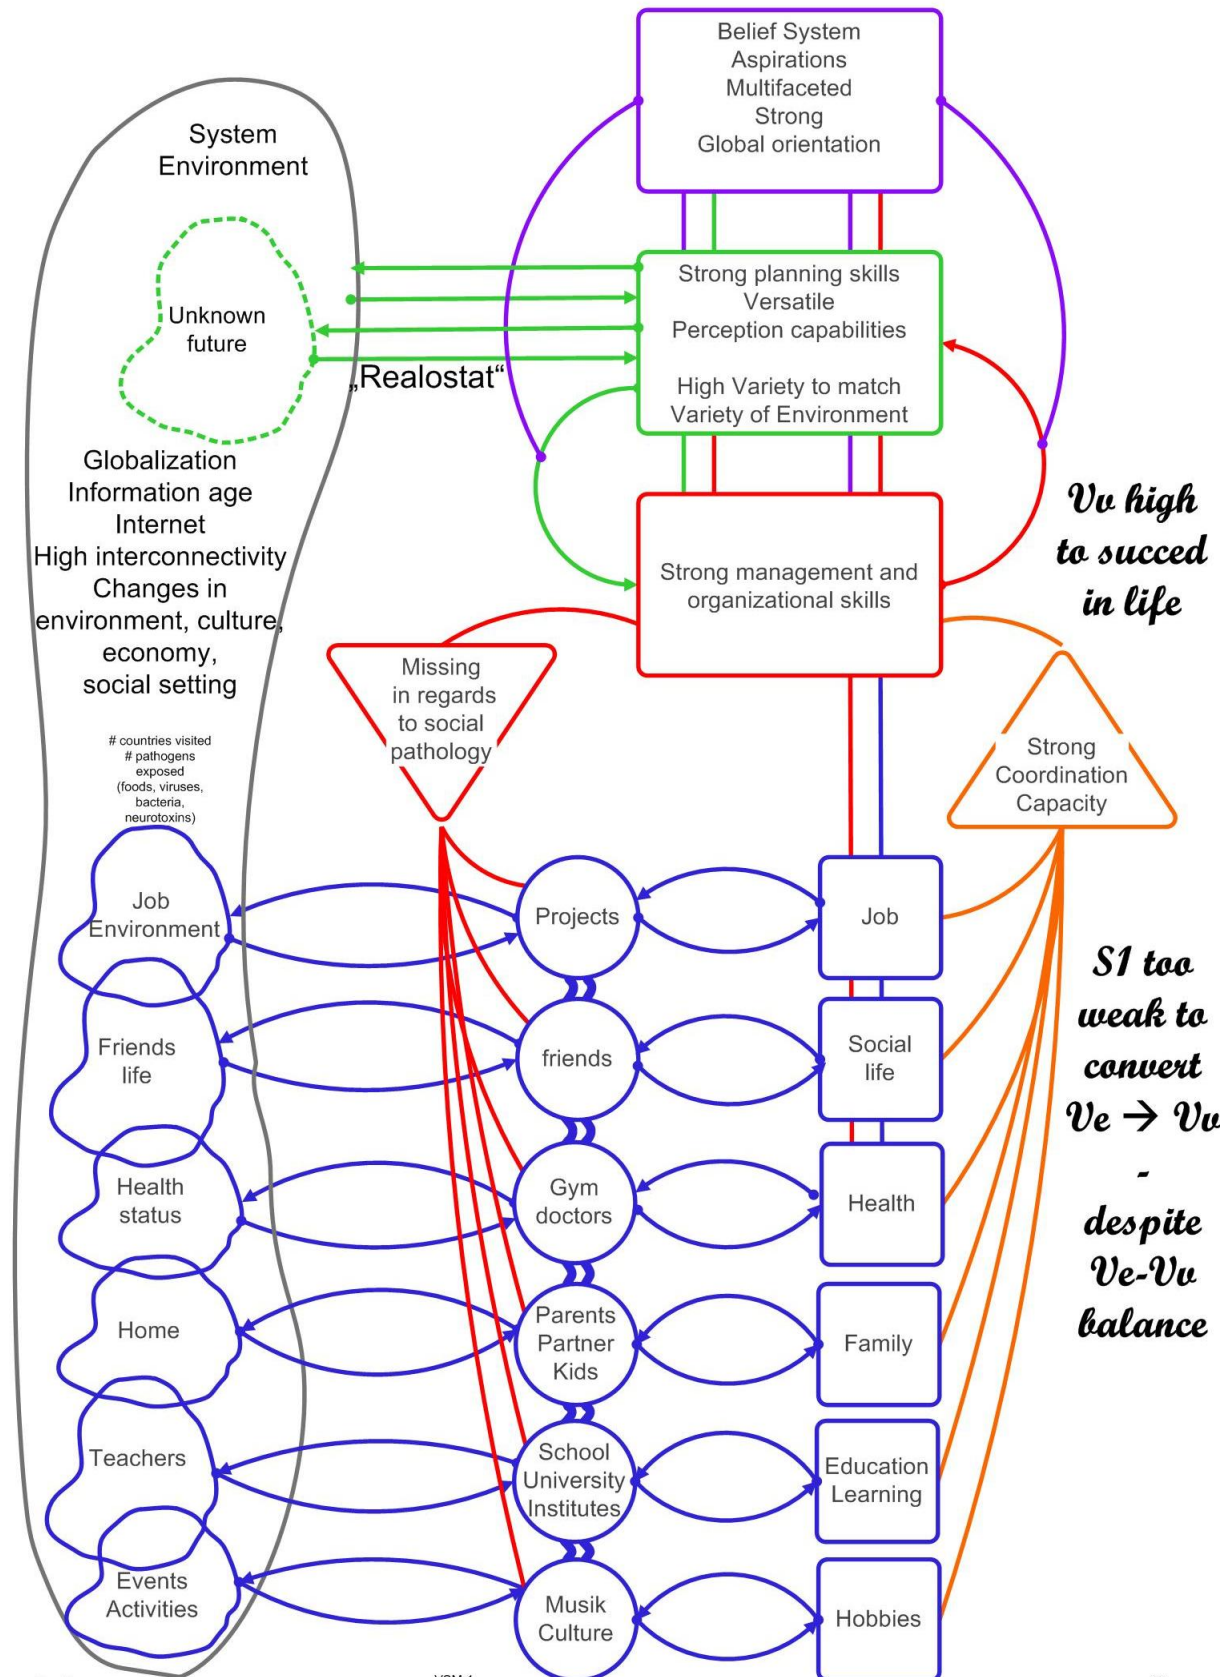 Belief System
Aspirations
Multifaceted
Strong
Global orientation
System
Environment
Unknown
future
Strong planning skills
Versatile
Perception capabilities
High Variety to match
Variety of Environment
„Realostat“
Globalization
Information age
Internet
High interconnectivity
Changes in
environment, culture,
economy,
social setting
Strong management and
organizational skills
Vv high
to succed
in life
Missing
in regards
to social
pathology
Strong
Coordination
Capacity
# countries visited
# pathogens
exposed
(foods, viruses,
bacteria,
neurotoxins)
Job
Environment
Projects
Job
Friends
life
friends
Social
life
S1 too
weak to
convert
Ve → Vv
-
despite
Ve-Vv
balance
Health
status
Gym
doctors
Health
Home
Parents
Partner
Kids
Family
Teachers
School
University
Institutes
Education
Learning
Events
Activities
Musik
Culture
Hobbies